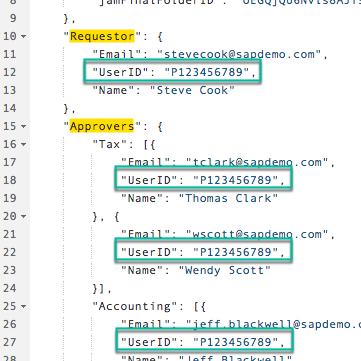 8
9 },
10 "Requestor": {
11 "Email": "stevecook@sapdemo.com",
12 "UserID": "P123456789",
13 "Name": "Steve Cook"
14 },
15 "Approvers": {
16 "Tax": [{
17 "Email": "tclark@sapdemo.com",
18 "UserID": "P123456789",
19 "Name": "Thomas Clark"
20 }, {
21 "Email": "wscott@sapdemo.com",
22 "UserID": "P123456789",
23 "Name": "Wendy Scott"
24 }],
25 "Accounting": [{
26 "Email": "jeff.blackwell@sapdemo.
27 "UserID": "P123456789",
28 "Name": "Jeff Blackwell"